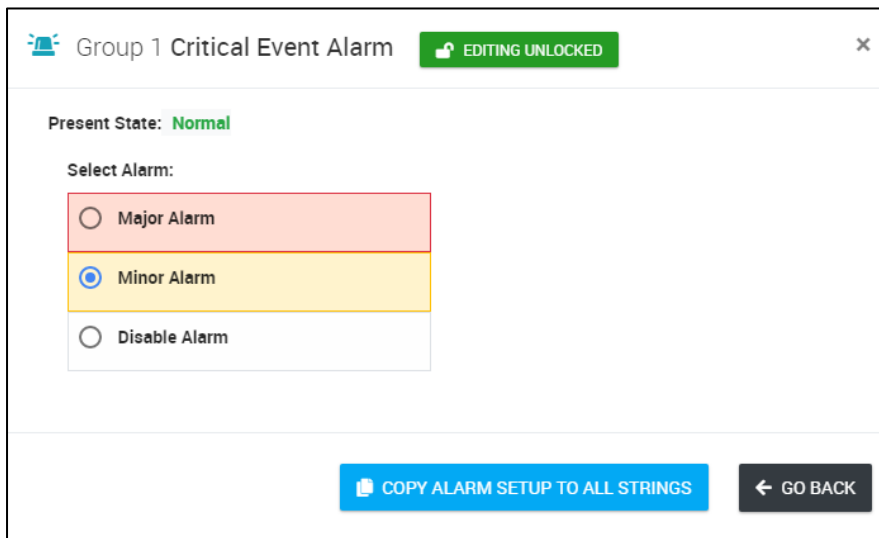 Group 1 Critical Event Alarm
EDITING UNLOCKED
×
Present State: Normal
Select Alarm:
Major Alarm
Minor Alarm
Disable Alarm
COPY ALARM SETUP TO ALL STRINGS
GO BACK